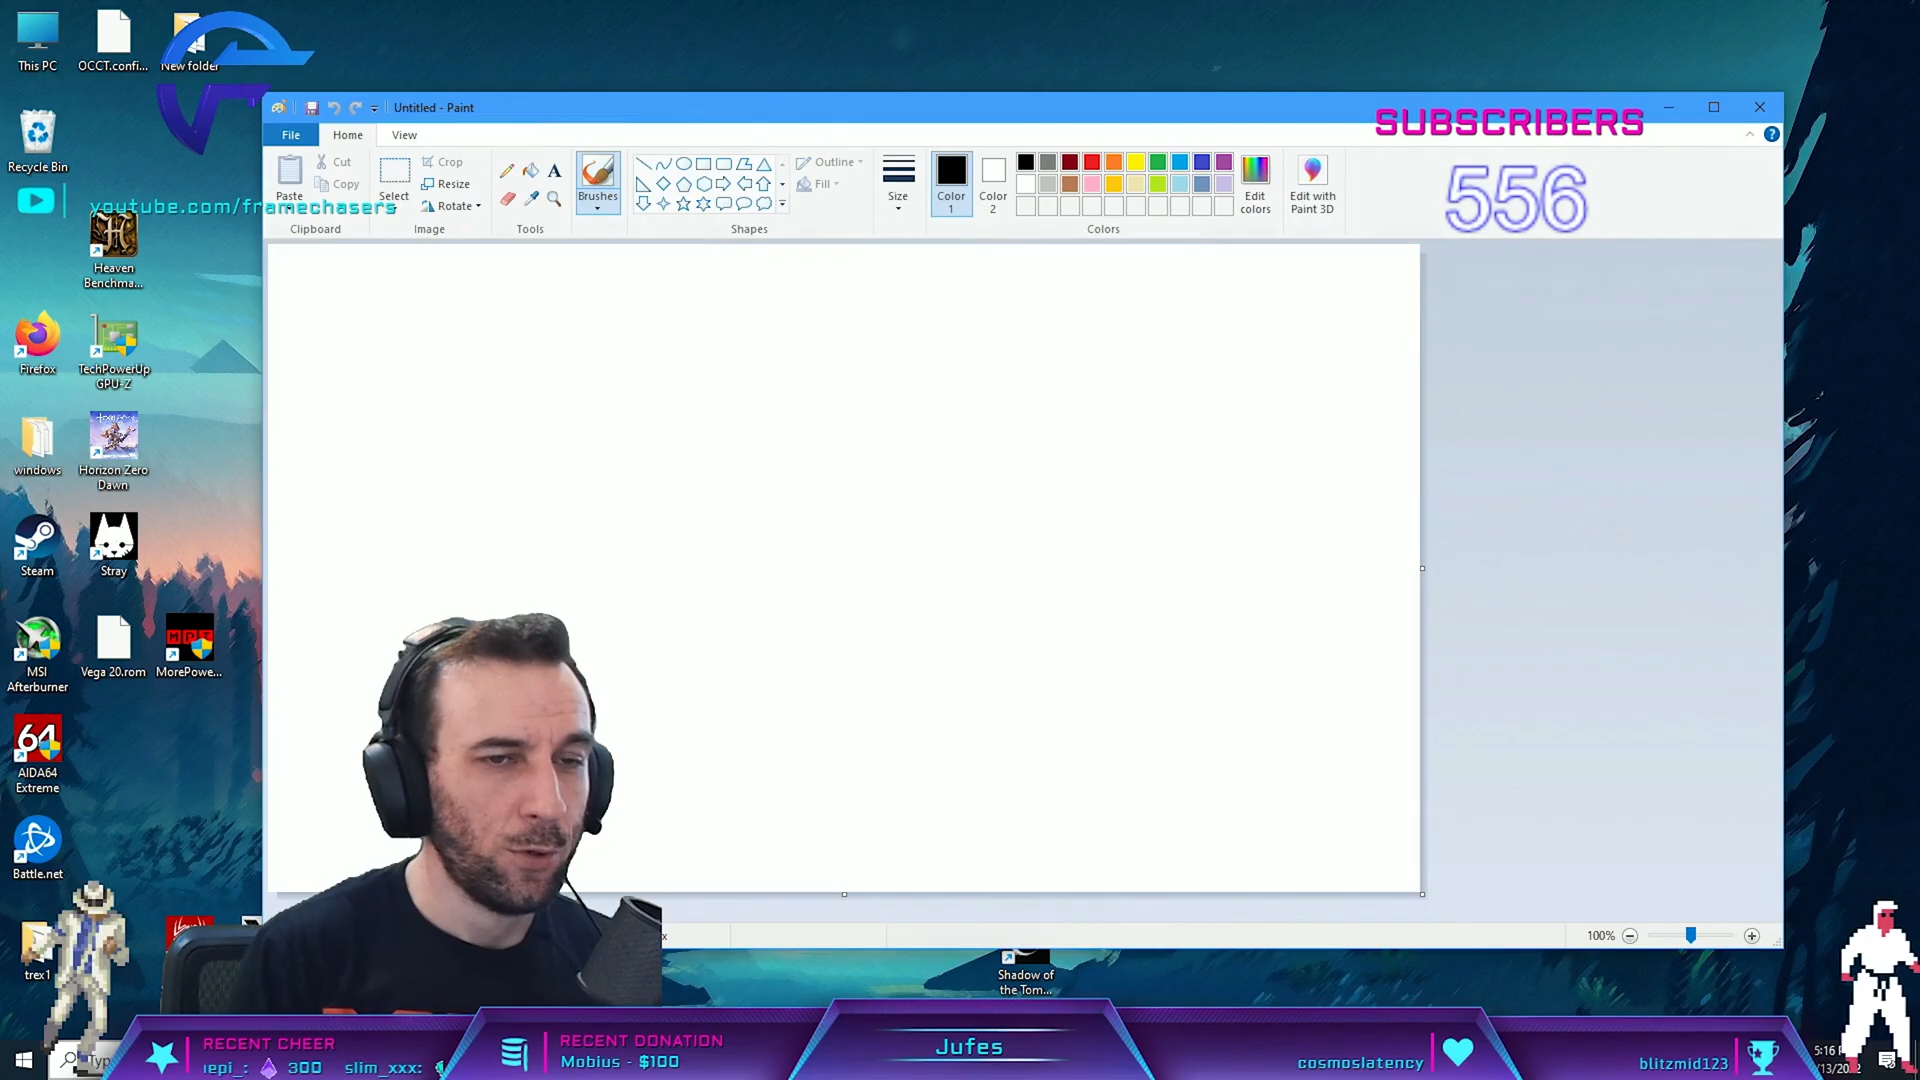 This PC
OCCT.confi...
New folder
Untitled - Paint
SUBSCRIBERS
556
File
Home
View
Recycle Bin
youtube.com/framechasers
Paste
Cut
Copy
Clipboard
Select
Crop
Resize
Rotate
Image
Tools
Brushes
Shapes
Outline
Fill
Size
Color
1
Color
2
Edit
colors
Colors
Edit with
Paint 3D
Heaven
Benchma...
Firefox
TechPowerUp
GPU-Z
windows
Horizon Zero
Dawn
Steam
Stray
MSI
Afterburner
Vega 20.rom
MPT
MorePowe...
64
AIDA64
Extreme
Battle.net
trex1
100%
Shadow of
the Tom...
RECENT CHEER
300 slim_xxx:
RECENT DONATION
Mobius - $100
Jufes
cosmoslatency
blitzmid123
5:16